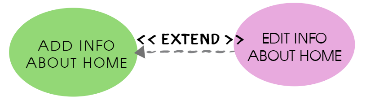 ADD INFO
ABOUT HOME
<< EXTEND >>
EDIT INFO
ABOUT HOME